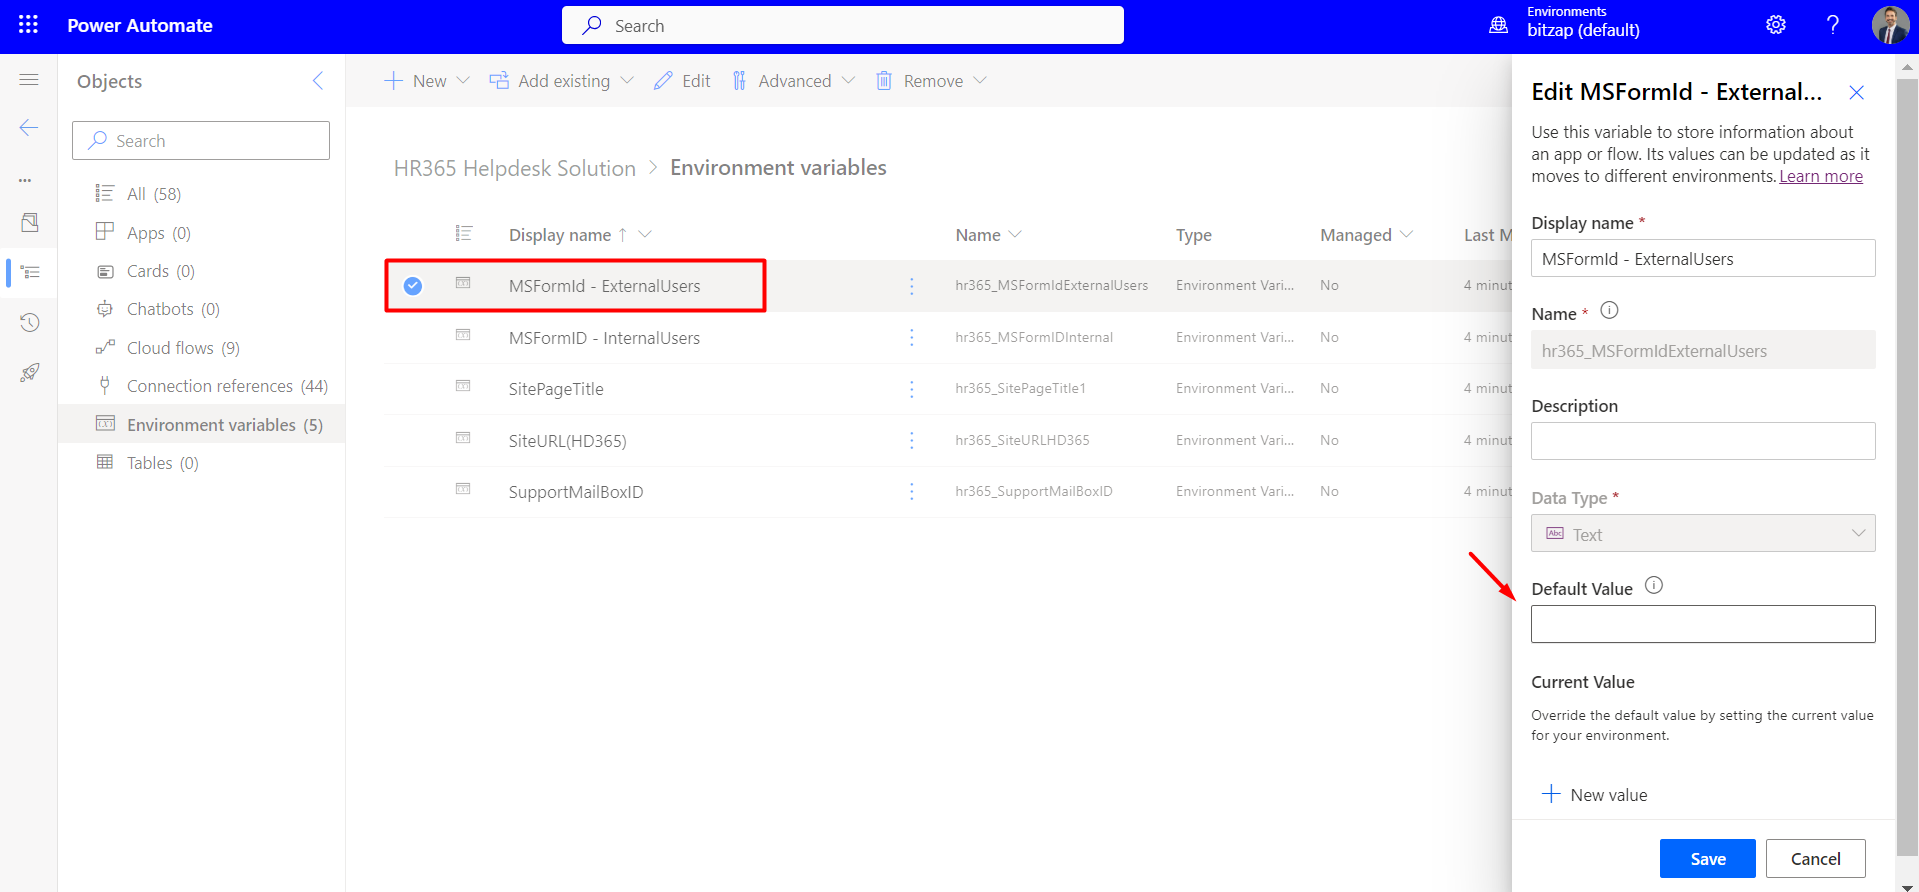 Power Automate
Search
Environments
bitzap (default)
Objects
Search
All (58)
Apps (0)
Cards (0)
Chatbots (0)
Cloud flows (9)
Connection references (44)
Environment variables (5)
Tables (0)
New
Add existing
Edit
Advanced
Remove
HR365 Helpdesk Solution > Environment variables
Display name ↑ Name Type Managed Last M
MSFormId - ExternalUsers hr365_MSFormIdExternalUsers Environment Vari... No 4 minut
MSFormID - InternalUsers hr365_MSFormIDInternal Environment Vari... No 4 minut
SitePageTitle hr365_SitePageTitle1 Environment Vari... No 4 minut
SiteURL(HD365) hr365_SiteURLHD365 Environment Vari... No 4 minut
SupportMailBoxID hr365_SupportMailBoxID Environment Vari... No 4 minut
Edit MSFormId - External...
Use this variable to store information about
an app or flow. Its values can be updated as it
moves to different environments. Learn more
Display name *
MSFormId - ExternalUsers
Name *
hr365_MSFormIdExternalUsers
Description
Data Type *
Abc Text
Default Value
Current Value
Override the default value by setting the current value
for your environment.
+ New value
Save
Cancel